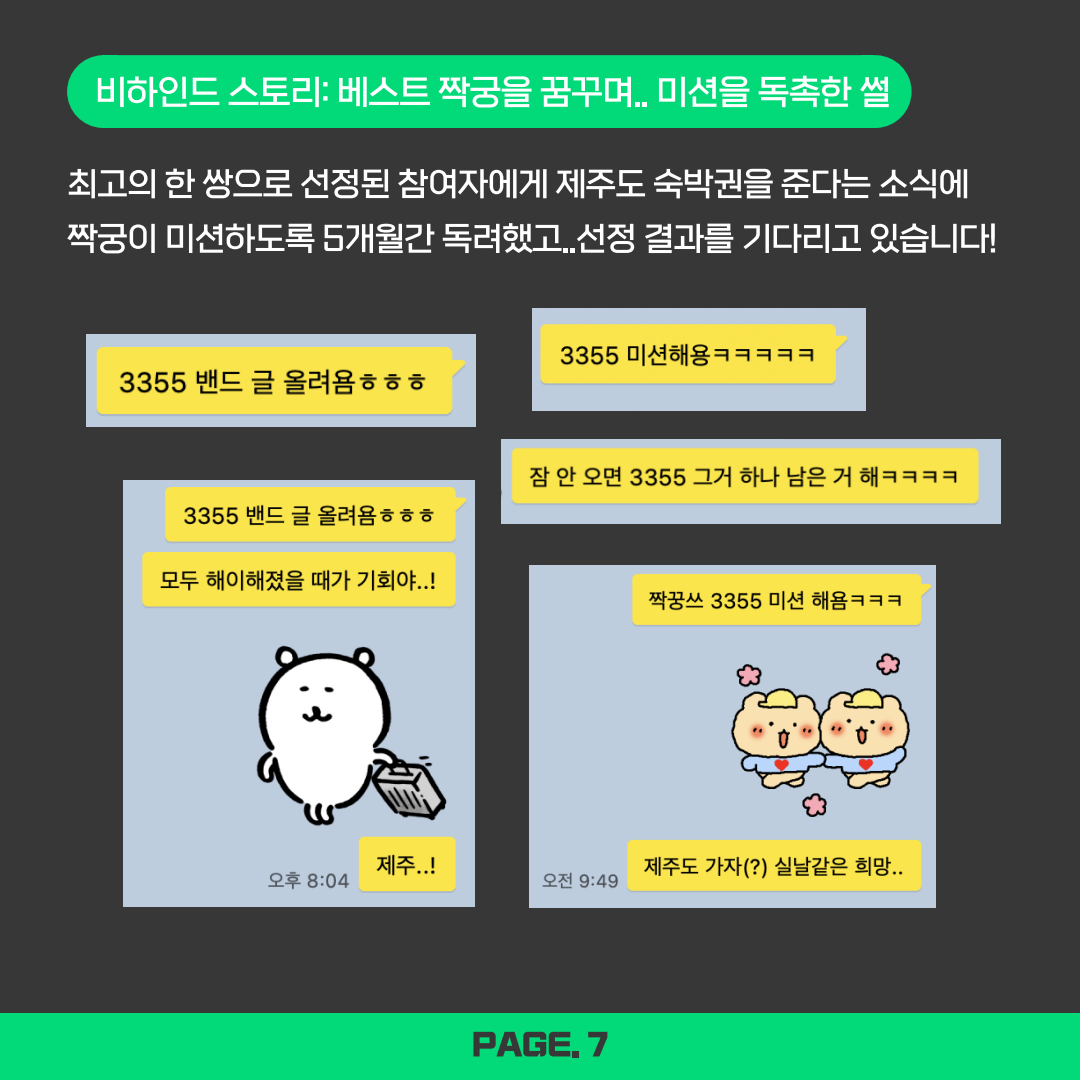 비하인드 스토리: 베스트 짝궁을 꿈꾸며.. 미션을 독촉한 썰
최고의 한 쌍으로 선정된 참여자에게 제주도 숙박권을 준다는 소식에
짝궁이 미션하도록 5개월간 독려했고..선정 결과를 기다리고 있습니다!
3355 밴드 글 올려욤ㅎㅎㅎ
3355 미션해용ㅋㅋㅋㅋㅋ
잠 안 오면 3355 그거 하나 남은 거 해ㅋㅋㅋㅋ
3355 밴드 글 올려욤ㅎㅎㅎ
모두 해이해졌을 때가 기회야..!
제주..!
오후 8:04
짝꿍쓰 3355 미션 해욤ㅋㅋㅋ
제주도 가자(?) 실날같은 희망..
오전 9:49
PAGE. 7